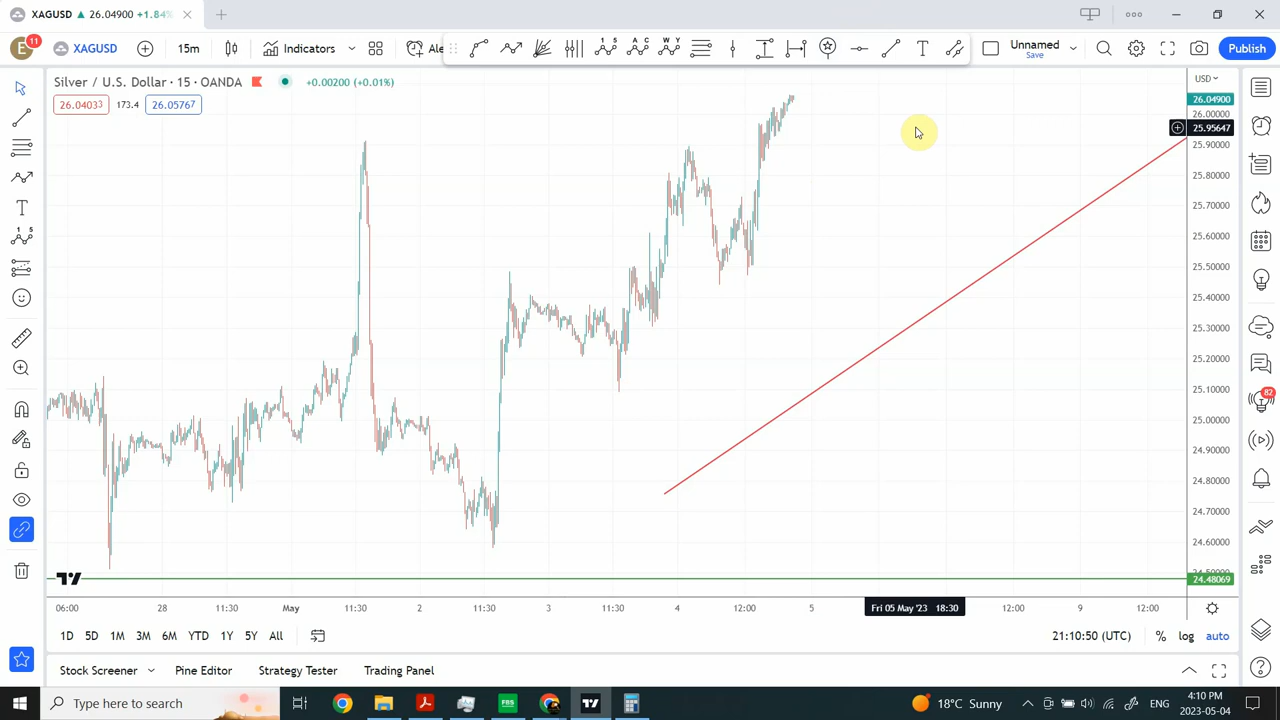 XAGUSD ▲ 26.04900 +1.84%
E 11 XAGUSD 15m Indicators Ale Unnamed Save Publish
Silver / U.S. Dollar · 15 · OANDA +0.00200 (+0.01%)
26.04033 173.4 26.05767
USD
26.04900
26.00000
25.95647
25.90000
25.80000
25.70000
25.60000
25.50000
25.40000
25.30000
25.20000
25.10000
25.00000
24.90000
24.80000
24.70000
24.60000
24.48069
82
06:00 28 11:30 May 11:30 2 11:30 3 11:30 4 12:00 5 Fri 05 May '23 18:30 12:00 9 12:00
1D 5D 1M 3M 6M YTD 1Y 5Y All 21:10:50 (UTC) % log auto
Stock Screener Pine Editor Strategy Tester Trading Panel
Type here to search FBS 18°C Sunny ENG 4:10 PM
2023-05-04